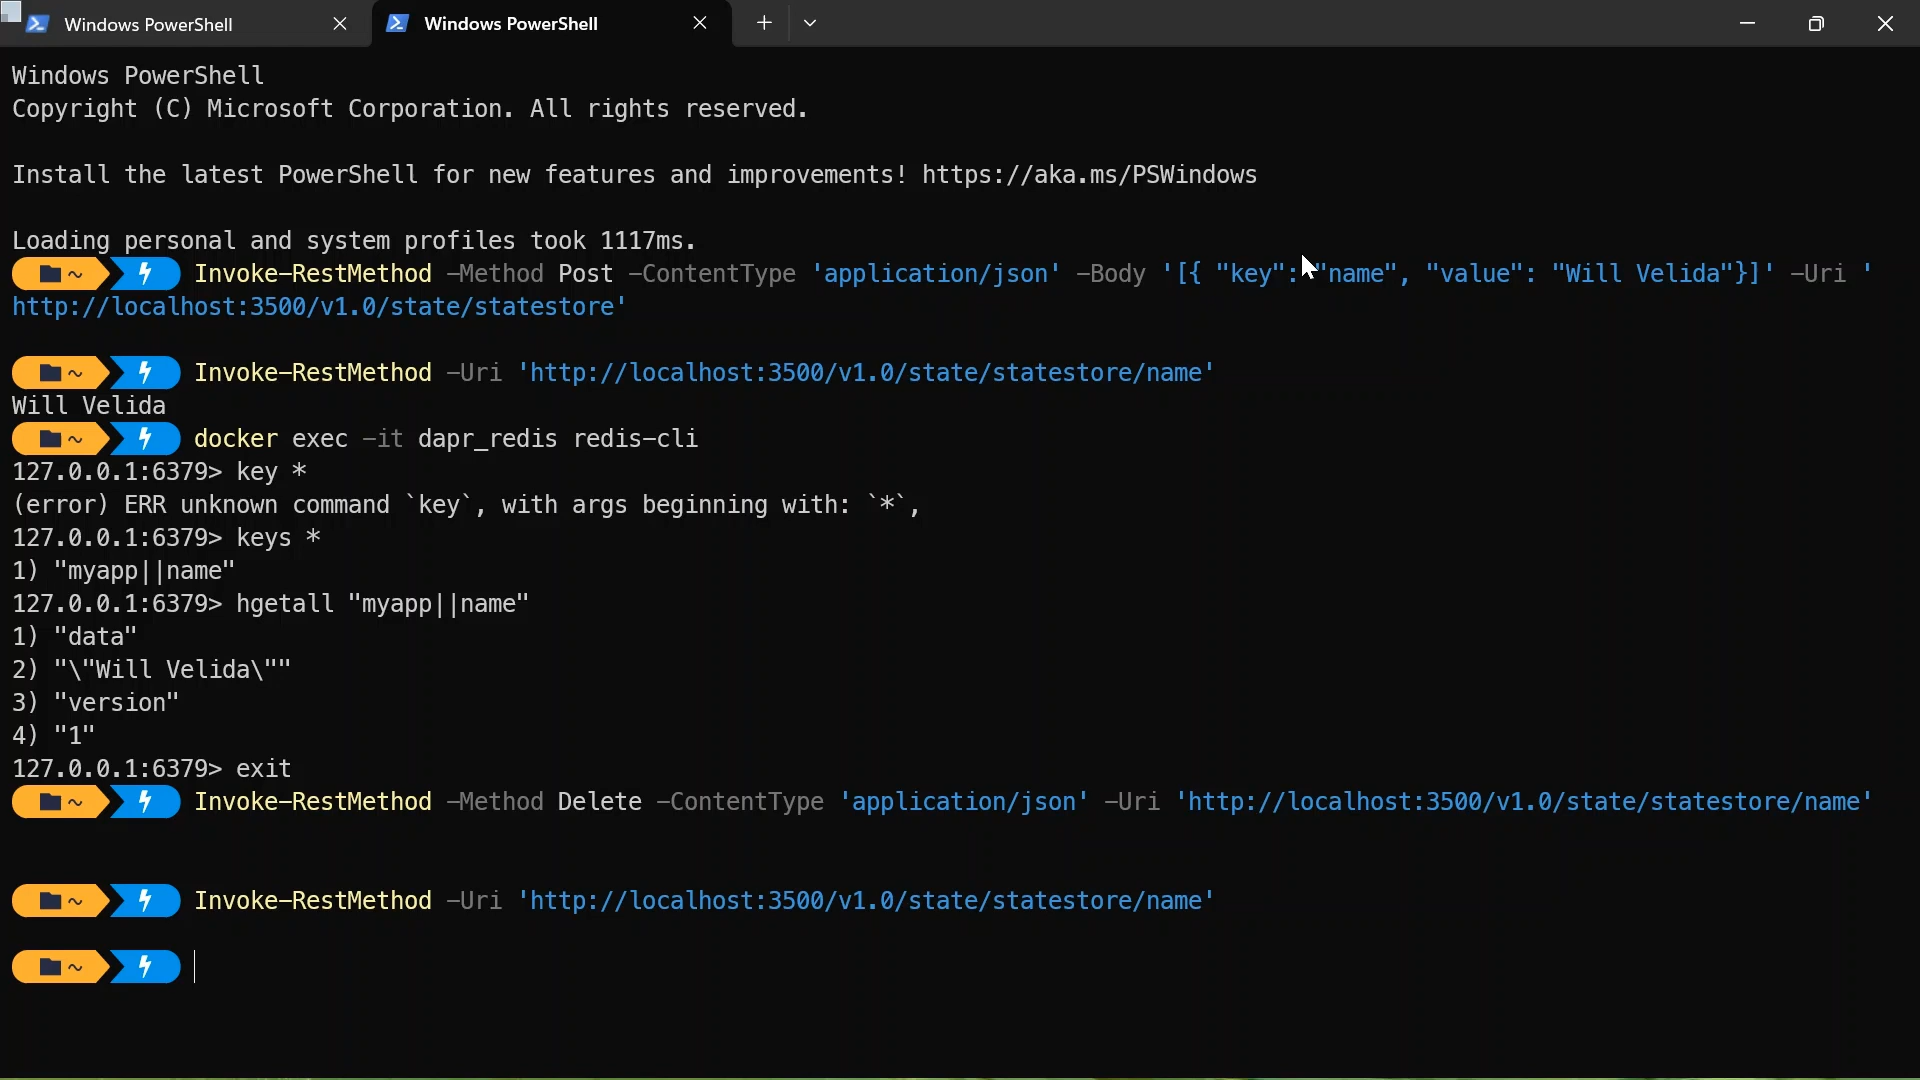 Windows PowerShell
Windows PowerShell
Windows PowerShell
Copyright (C) Microsoft Corporation. All rights reserved.
Install the latest PowerShell for new features and improvements! https://aka.ms/PSWindows
Loading personal and system profiles took 1117ms.
~ Invoke-RestMethod -Method Post -ContentType 'application/json' -Body '[{ "key": "name", "value": "Will Velida"}]' -Uri '
http://localhost:3500/v1.0/state/statestore'
~ Invoke-RestMethod -Uri 'http://localhost:3500/v1.0/state/statestore/name'
Will Velida
~ docker exec -it dapr_redis redis-cli
127.0.0.1:6379> key *
(error) ERR unknown command `key`, with args beginning with: `*`,
127.0.0.1:6379> keys *
1) "myapp||name"
127.0.0.1:6379> hgetall "myapp||name"
1) "data"
2) "\"Will Velida\""
3) "version"
4) "1"
127.0.0.1:6379> exit
~ Invoke-RestMethod -Method Delete -ContentType 'application/json' -Uri 'http://localhost:3500/v1.0/state/statestore/name'
~ Invoke-RestMethod -Uri 'http://localhost:3500/v1.0/state/statestore/name'
~